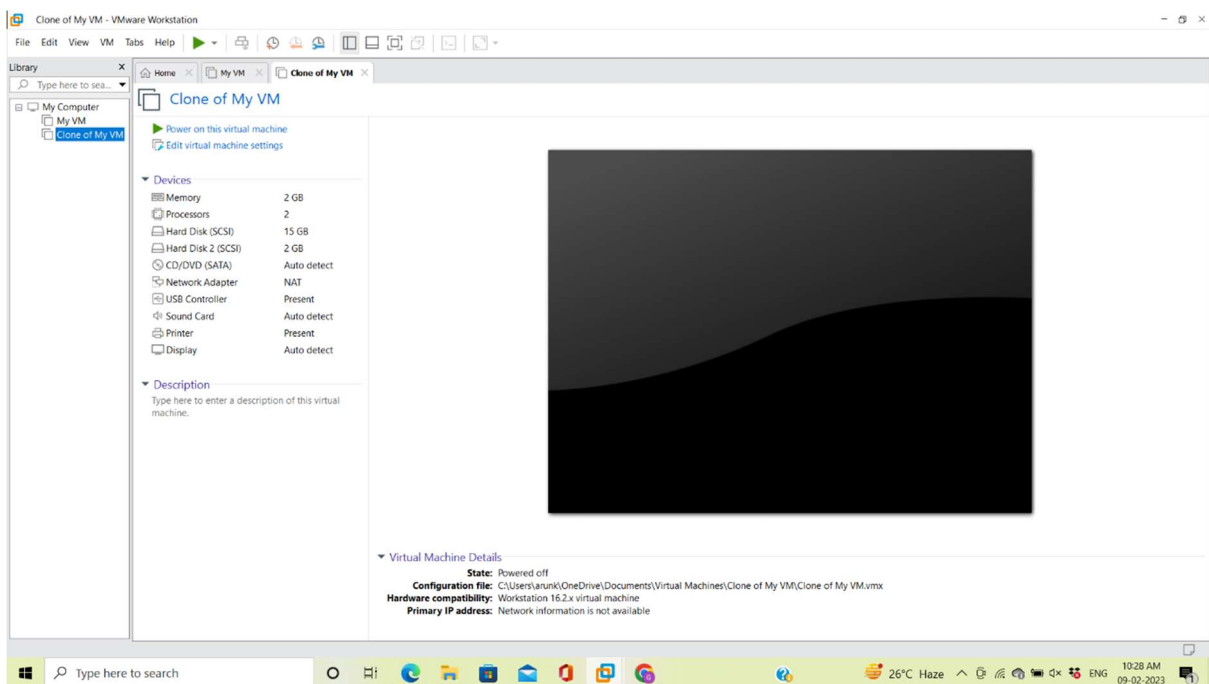 Clone of My VM - VMware Workstation
File Edit View VM Tabs Help
Library X
Type here to sea...
My Computer
My VM
Clone of My VM
Home
My VM
Clone of My VM
Clone of My VM
Power on this virtual machine
Edit virtual machine settings
Devices
Memory 2 GB
Processors 2
Hard Disk (SCSI) 15 GB
Hard Disk 2 (SCSI) 2 GB
CD/DVD (SATA) Auto detect
Network Adapter NAT
USB Controller Present
Sound Card Auto detect
Printer Present
Display Auto detect
Description
Type here to enter a description of this virtual
machine.
Virtual Machine Details
State: Powered off
Configuration file: C:\Users\arunk\OneDrive\Documents\Virtual Machines\Clone of My VM\Clone of My VM.vmx
Hardware compatibility: Workstation 16.2.x virtual machine
Primary IP address: Network information is not available
Type here to search
26°C Haze
ENG
10:28 AM
09-02-2023